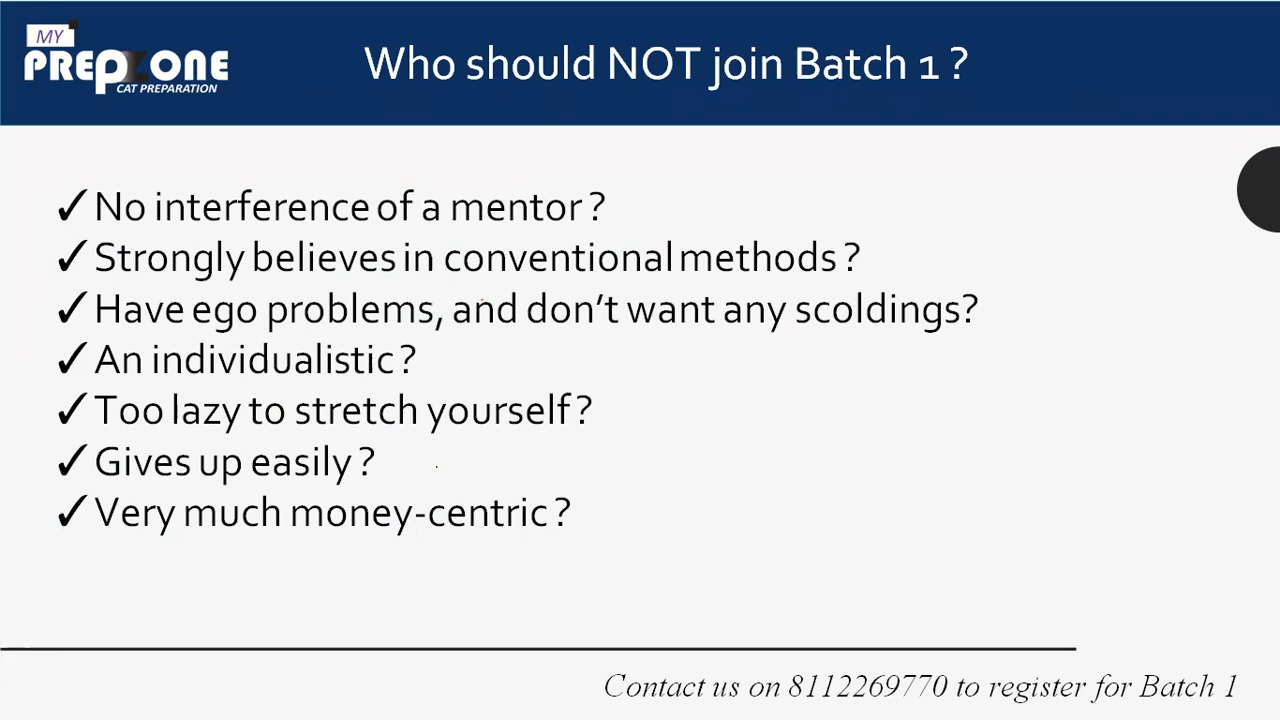 MY
PREPZONE
CAT PREPARATION
Who should NOT join Batch 1 ?
✓No interference of a mentor ?
✓Strongly believes in conventional methods ?
✓Have ego problems, and don’t want any scoldings?
✓An individualistic ?
✓Too lazy to stretch yourself ?
✓Gives up easily ?
✓Very much money-centric ?
Contact us on 8112269770 to register for Batch 1